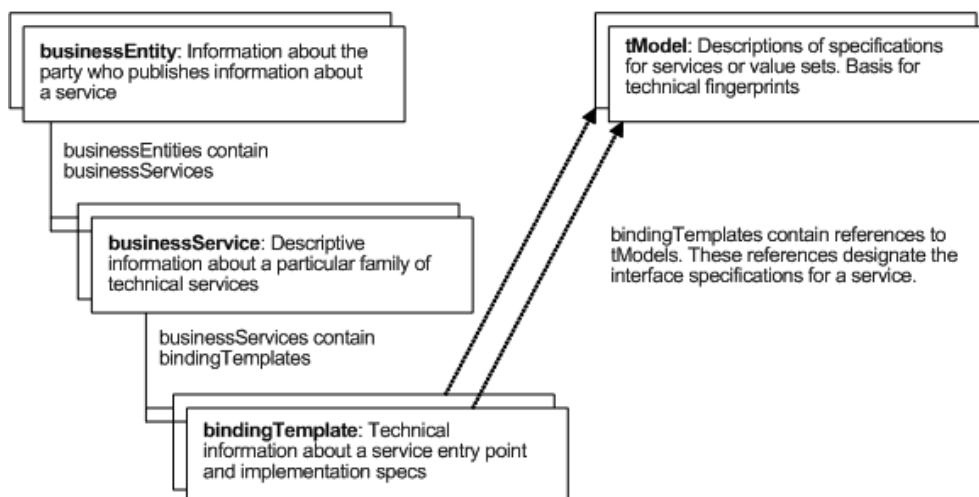 businessEntity: Information about the
party who publishes information about
a service
tModel: Descriptions of specifications
for services or value sets. Basis for
technical fingerprints
businessEntities contain
businessServices
businessService: Descriptive
information about a particular family of
technical services
bindingTemplates contain references to
tModels. These references designate the
interface specifications for a service.
businessServices contain
bindingTemplates
bindingTemplate: Technical
information about a service entry point
and implementation specs